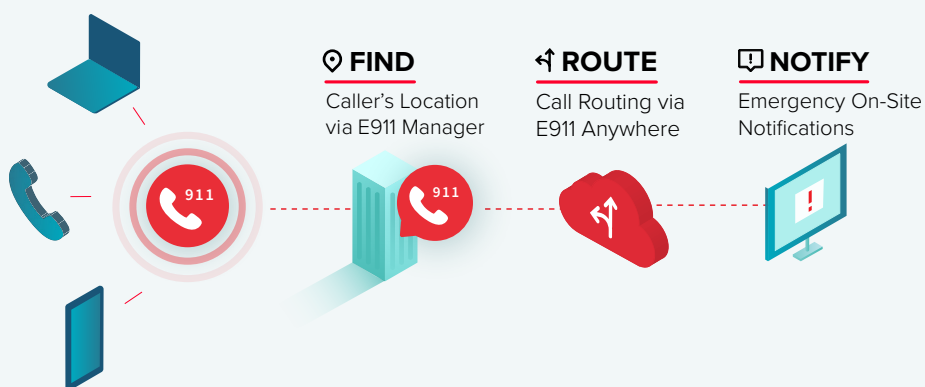 FIND
Caller's Location
via E911 Manager
ROUTE
Call Routing via
E911 Anywhere
NOTIFY
Emergency On-Site
Notifications
911
911
!